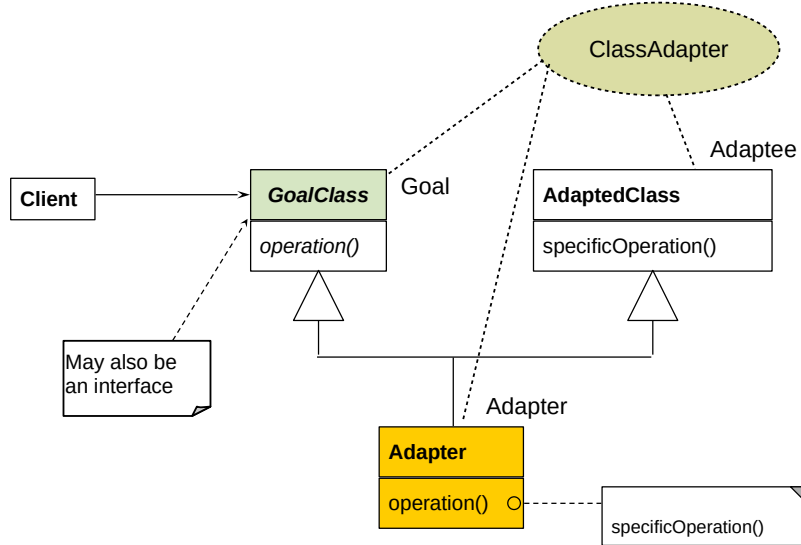 ClassAdapter
Adaptee
Goal
Client
GoalClass
operation()
AdaptedClass
specificOperation()
May also be
an interface
Adapter
Adapter
operation()
specificOperation()